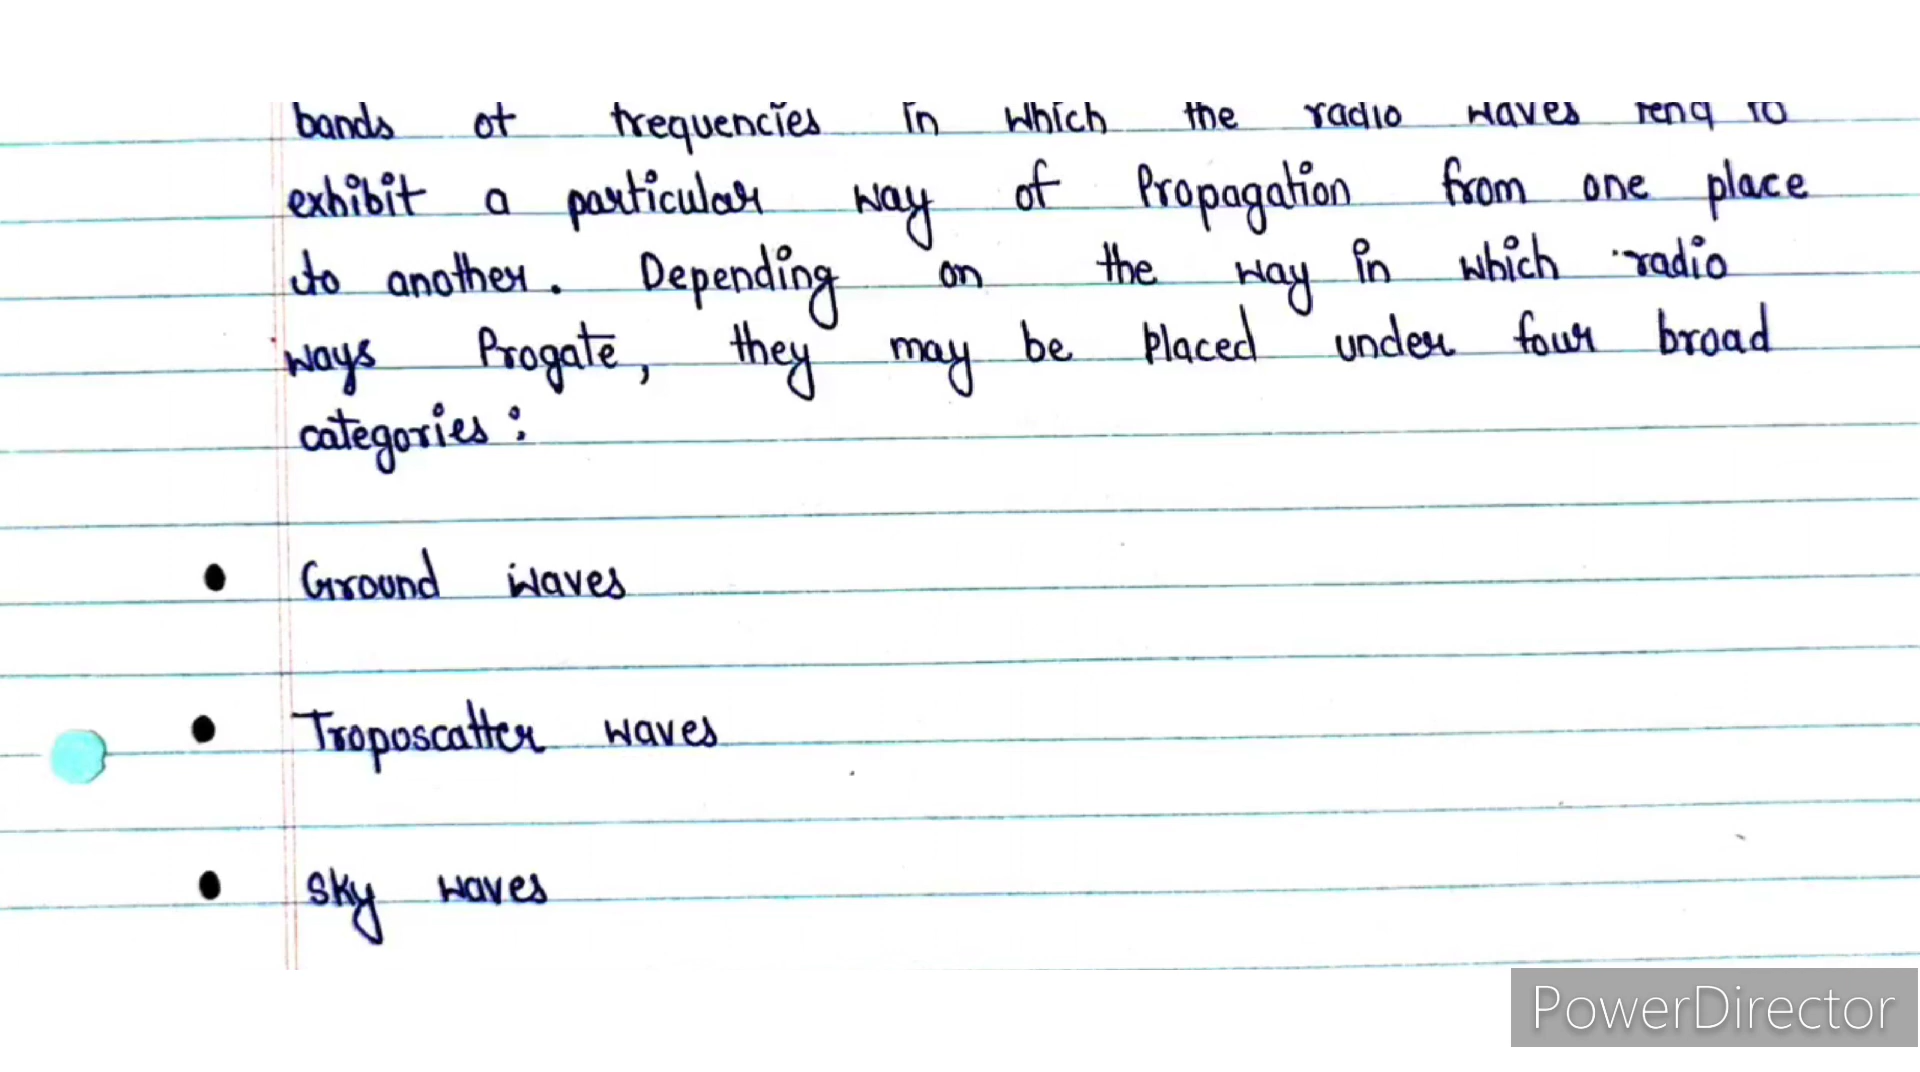 bands of frequencies in which the radio waves tend to
exhibit a particular way of Propagation from one place
to another. Depending on the way in which radio
ways Progate, they may be placed under four broad
categories:
Ground waves
Troposcatter waves
Sky waves
PowerDirector